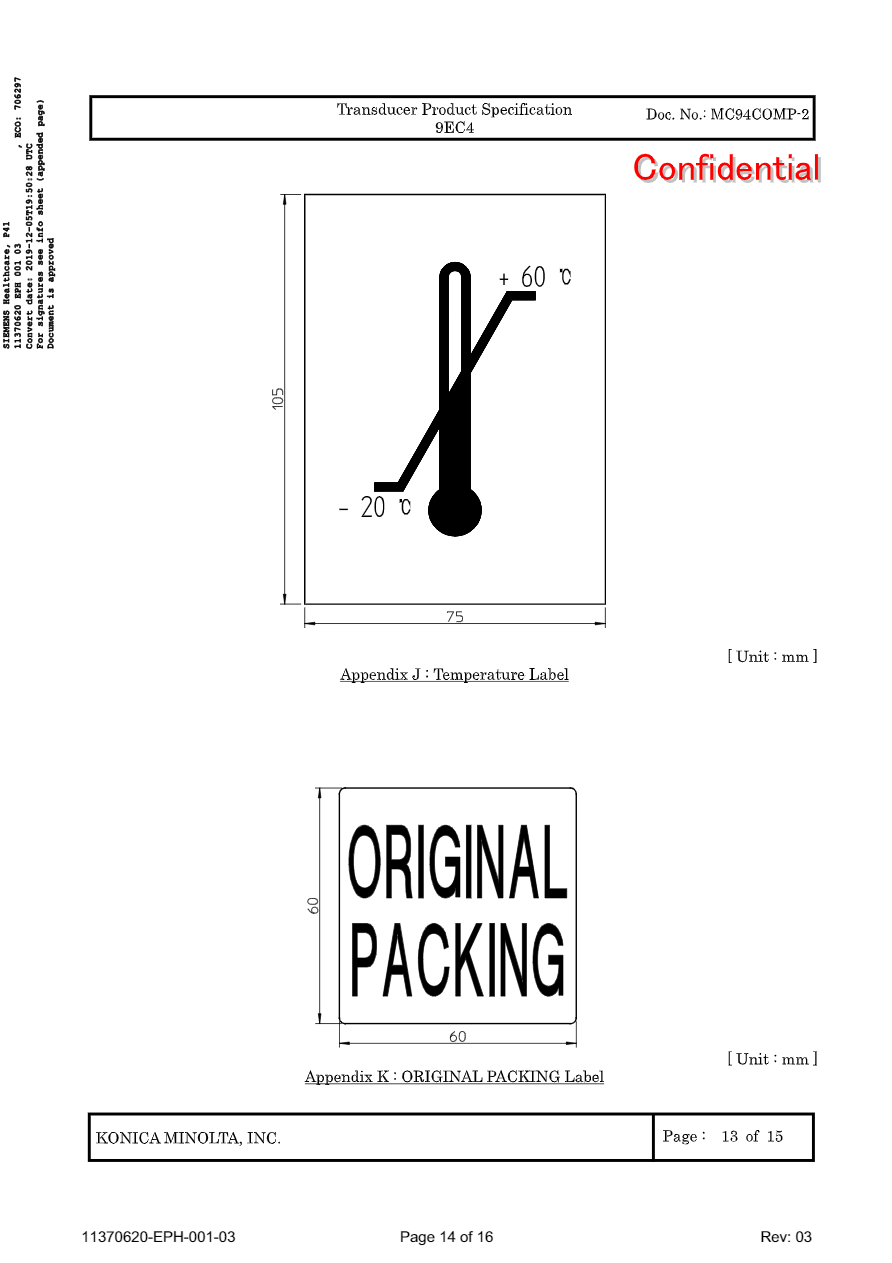 SIEMENS Healthcare, P41
11370620 EPH 001 03 , ECO: 706297
Convert date: 2019-12-05T19:50:28 UTC
For signatures see info sheet (appended page)
Document is approved
Transducer Product Specification
9EC4
Doc. No.: MC94COMP-2
Confidential
+ 60 ℃
105
- 20 ℃
75
[ Unit : mm ]
Appendix J : Temperature Label
ORIGINAL
PACKING
60
60
[ Unit : mm ]
Appendix K : ORIGINAL PACKING Label
KONICA MINOLTA, INC.
Page : 13 of 15
11370620-EPH-001-03
Page 14 of 16
Rev: 03